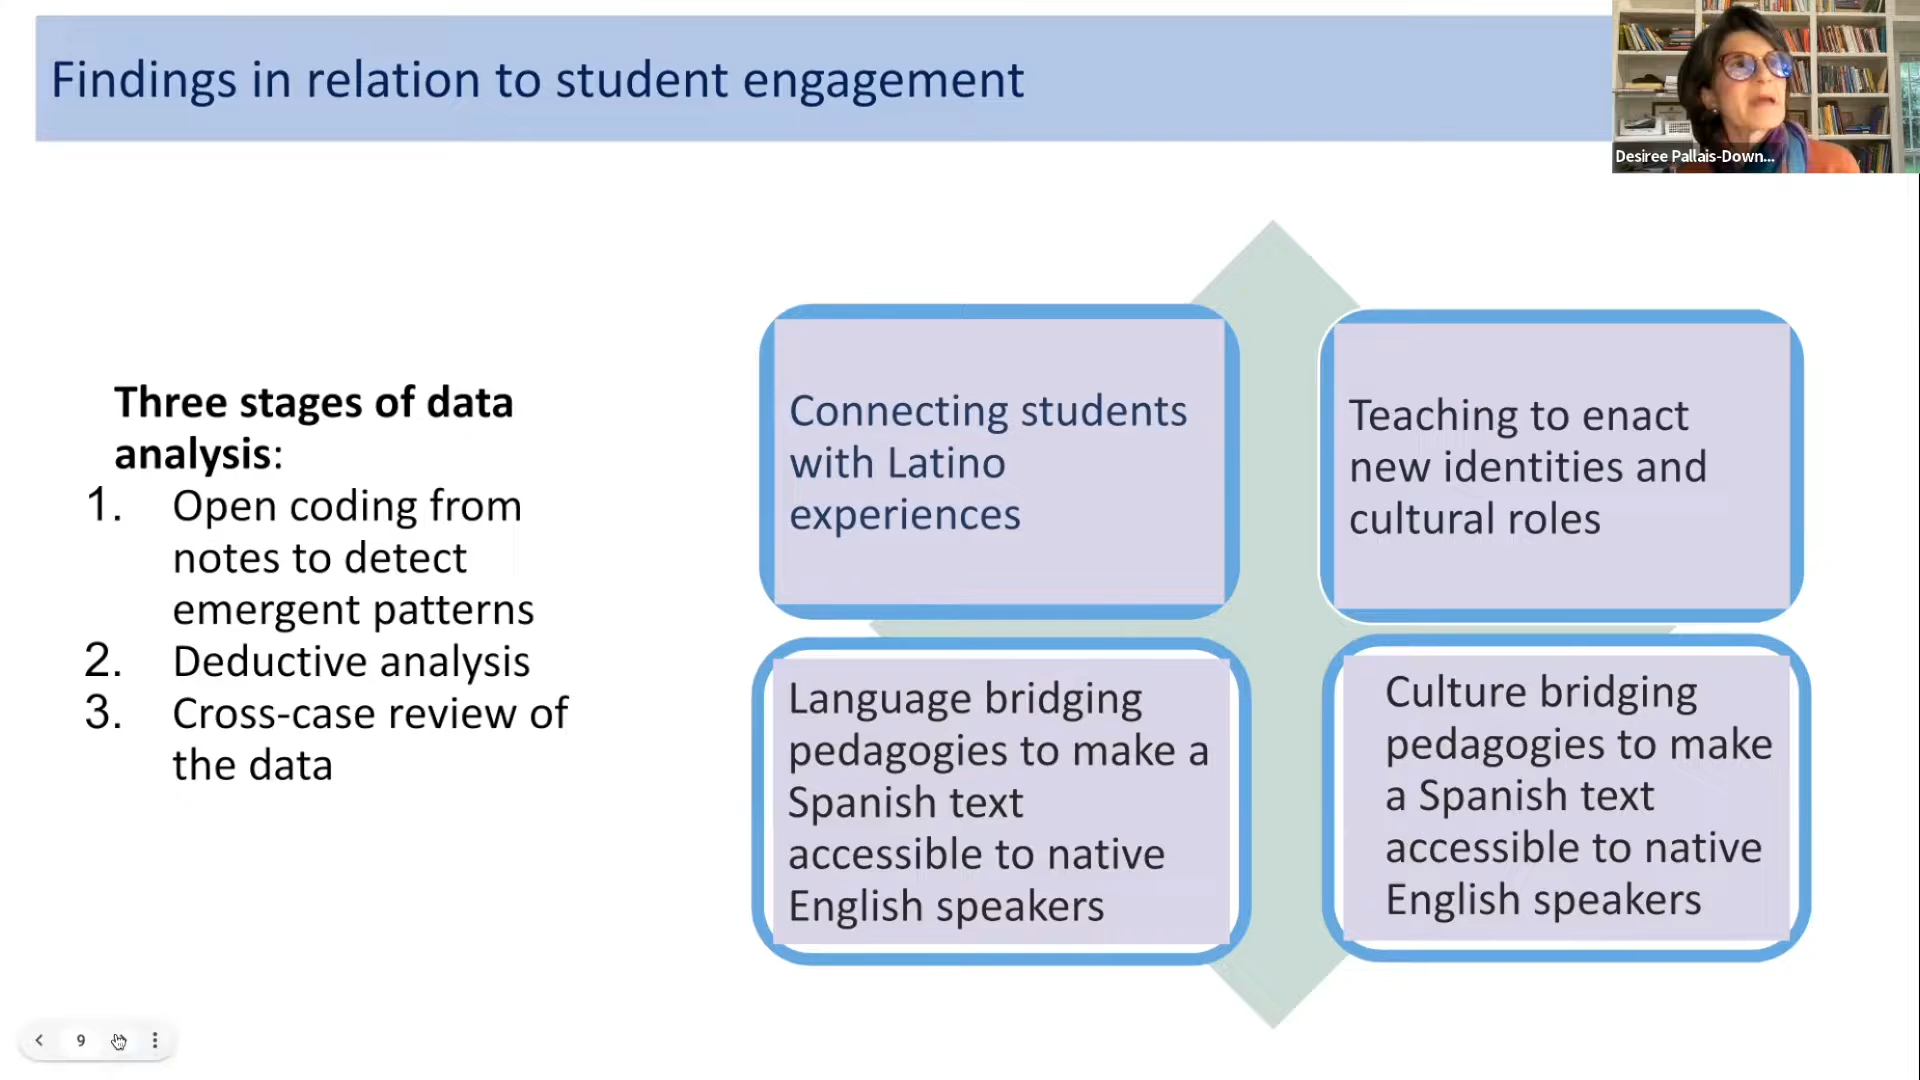 Findings in relation to student engagement
Desiree Pallais-Down...
Three stages of data
analysis:
1. Open coding from
notes to detect
emergent patterns
2. Deductive analysis
3. Cross-case review of
the data
Connecting students
with Latino
experiences
Teaching to enact
new identities and
cultural roles
Language bridging
pedagogies to make a
Spanish text
accessible to native
English speakers
Culture bridging
pedagogies to make
a Spanish text
accessible to native
English speakers
9